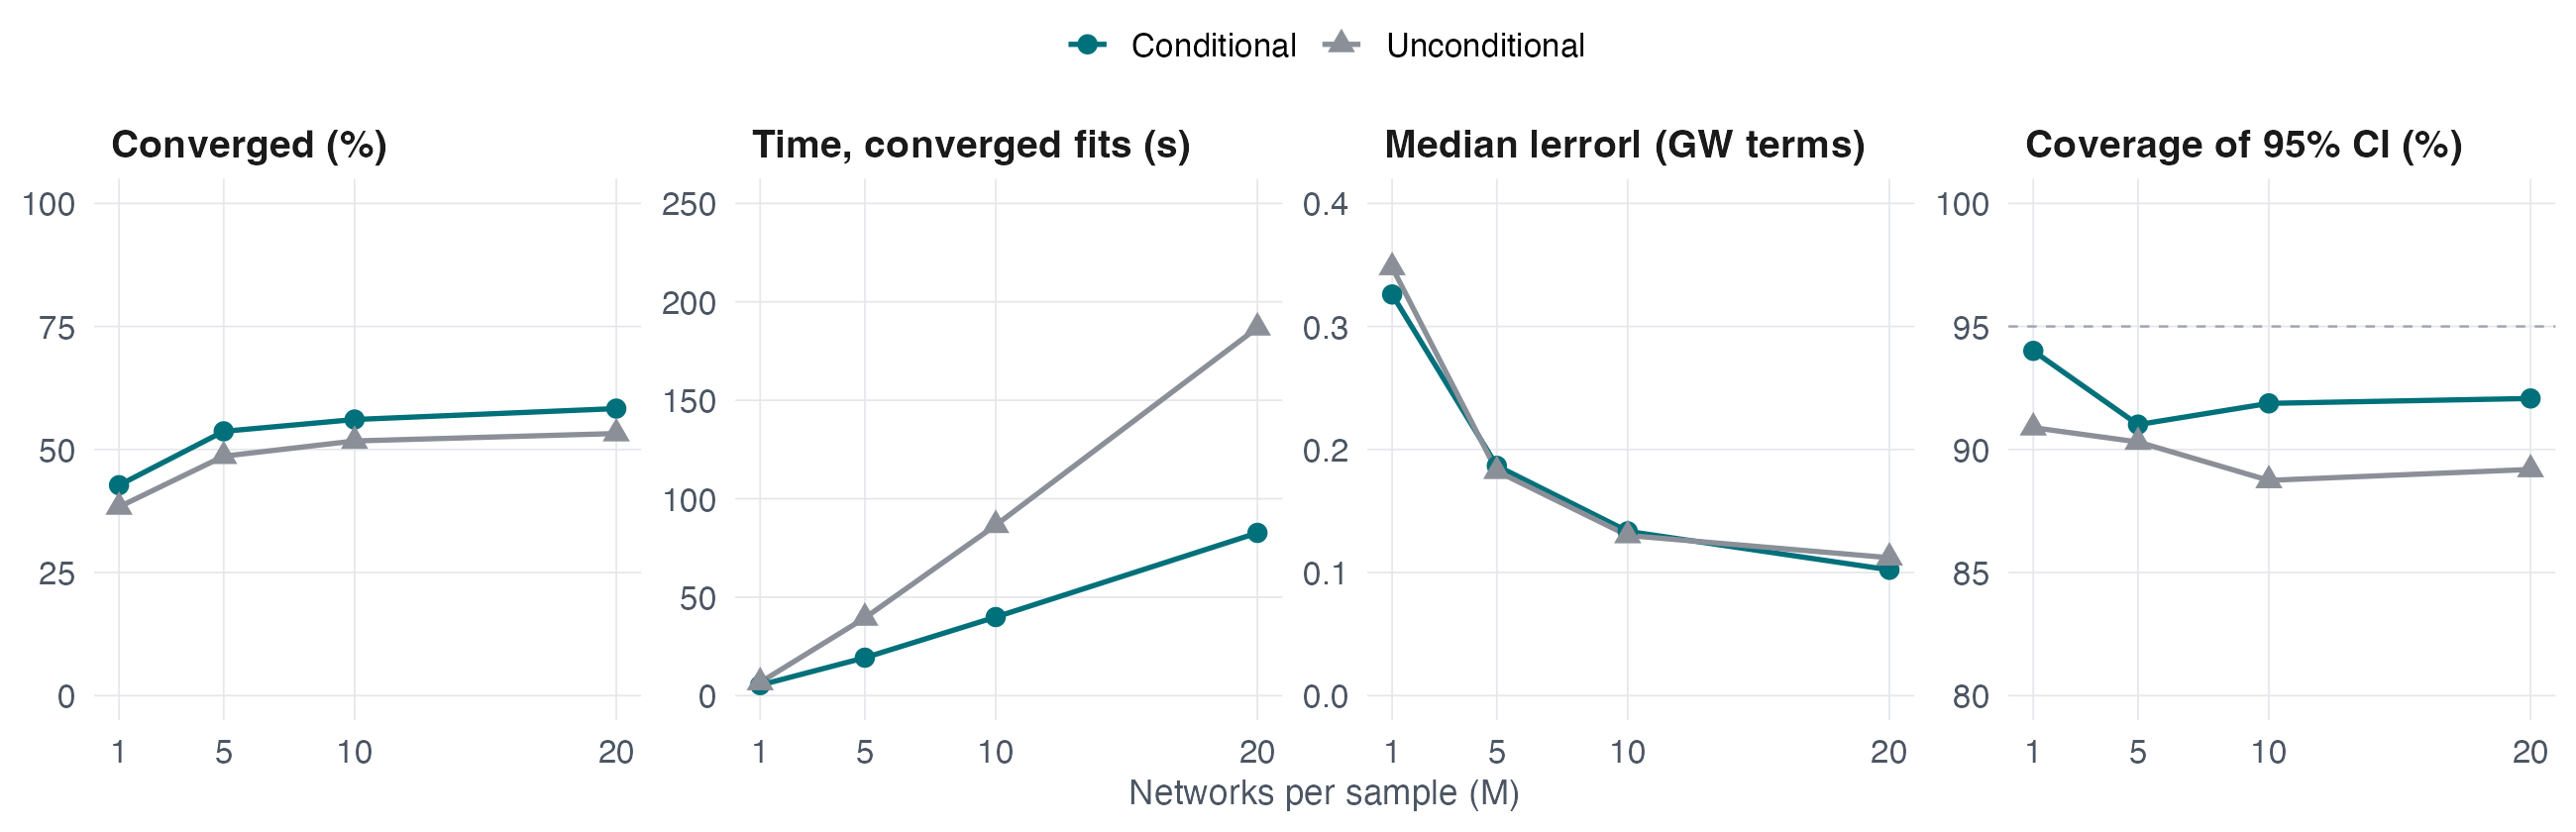 Conditional Unconditional
Converged (%) Time, converged fits (s) Median |error| (GW terms) Coverage of 95% CI (%)
100 250 0.4 100
200
75 0.3 95
150
50 0.2 90
100
25 0.1 85
50
0 0 0.0 80
1 5 10 20 1 5 10 20 1 5 10 20 1 5 10 20
Networks per sample (M)